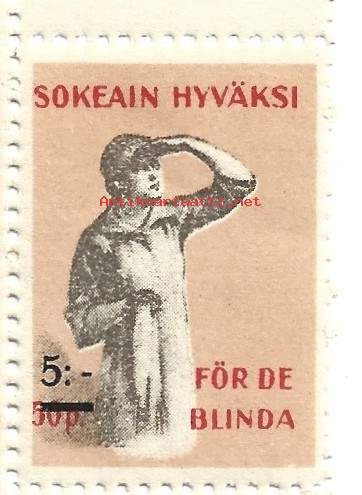 SOKEAIN HYVÄKSI
Antikvariaatti.net
5:-
50p
FÖR DE
BLINDA